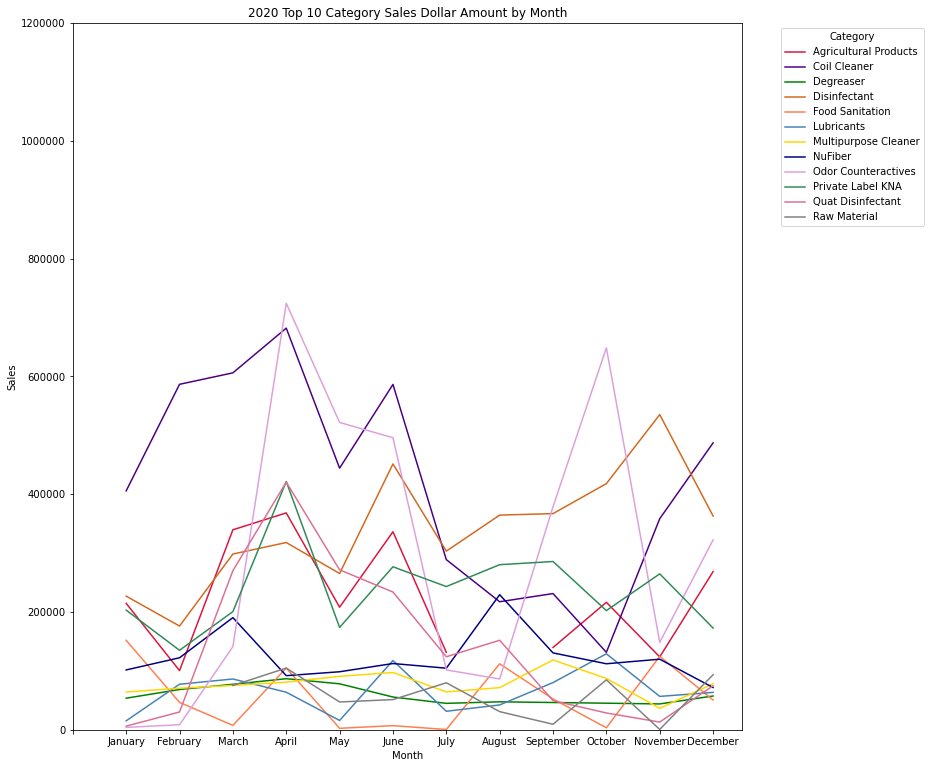 2020 Top 10 Category Sales Dollar Amount by Month
1200000
1000000
800000
600000
400000
200000
0
Sales
January February March April May June July August September October November December
Month
Category
Agricultural Products
Coil Cleaner
Degreaser
Disinfectant
Food Sanitation
Lubricants
Multipurpose Cleaner
NuFiber
Odor Counteractives
Private Label KNA
Quat Disinfectant
Raw Material